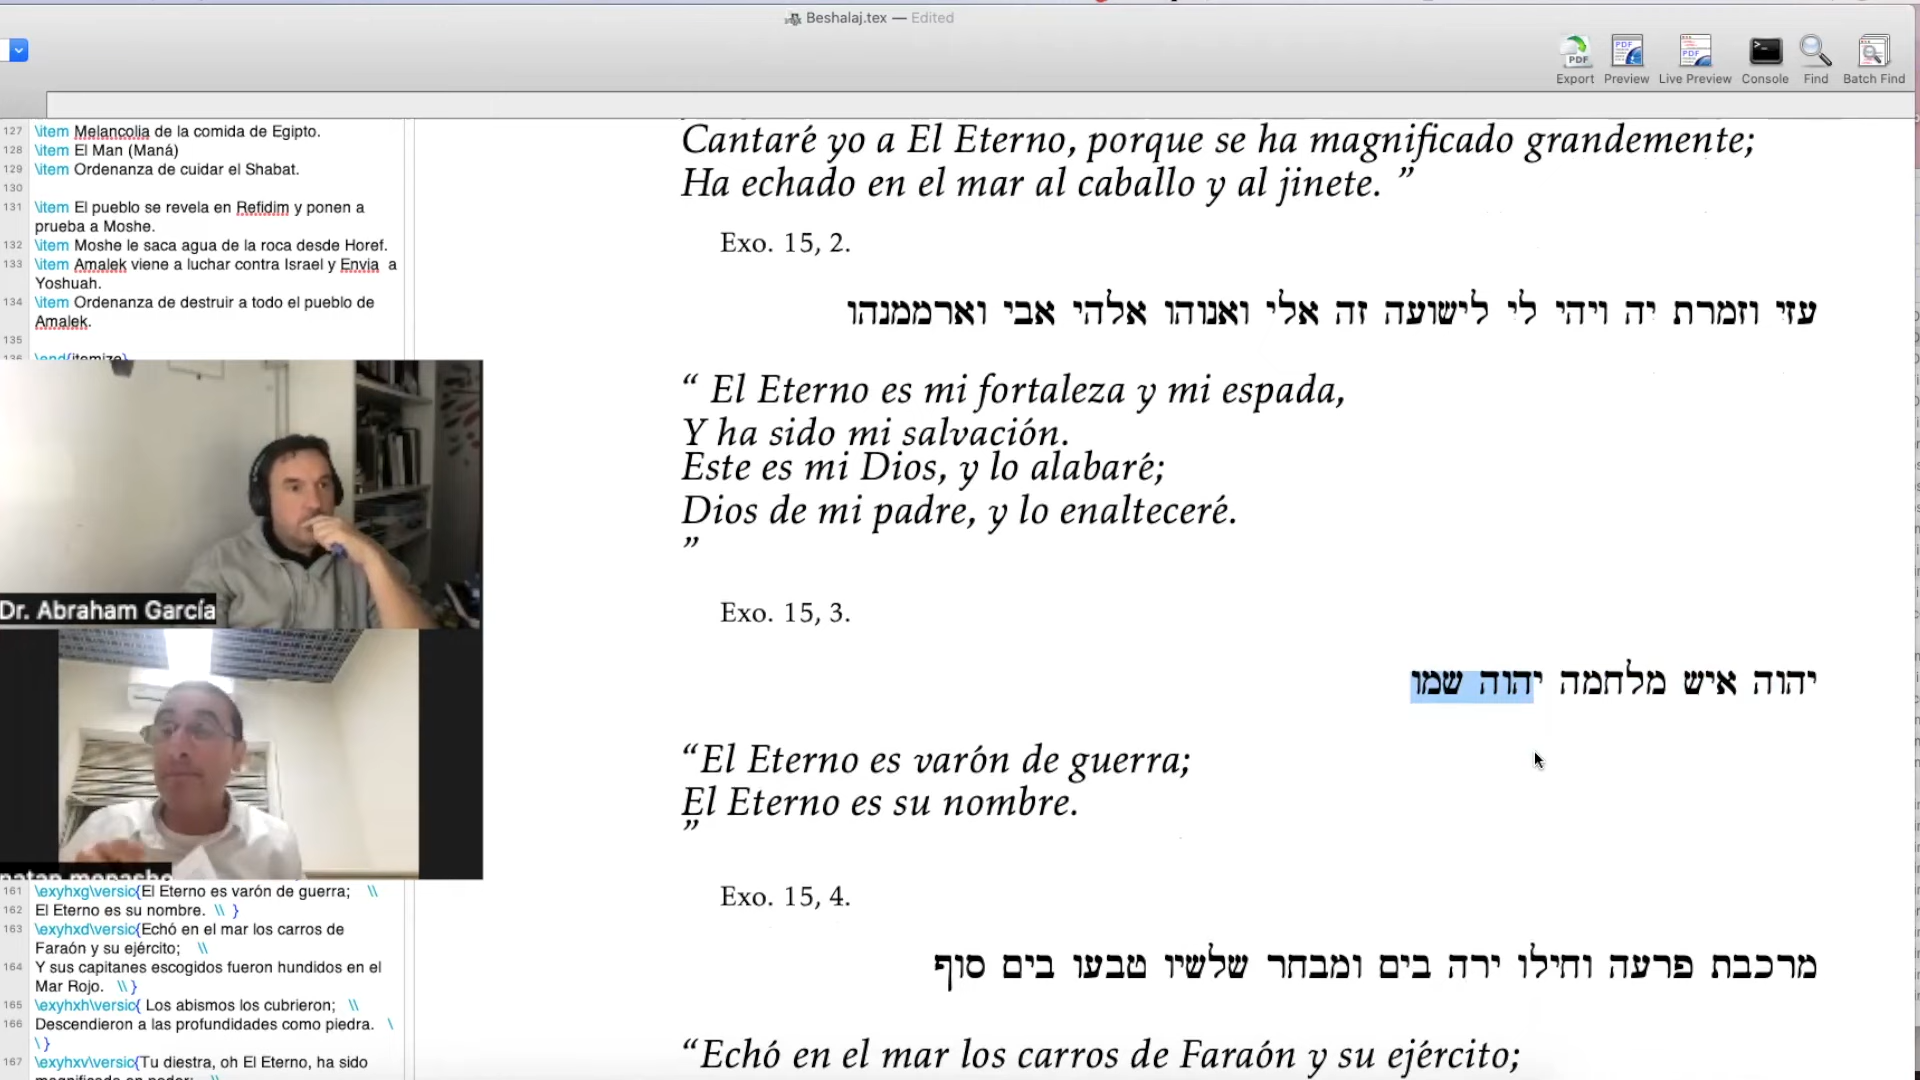 Beshalaj.tex — Edited
Export Preview Live Preview Console Find Batch Find
127 \item Melancolia de la comida de Egipto.
128 \item El Man (Maná)
129 \item Ordenanza de cuidar el Shabat.
130
131 \item El pueblo se revela en Refidim y ponen a
prueba a Moshe.
132 \item Moshe le saca agua de la roca desde Horef.
133 \item Amalek viene a luchar contra Israel y Envia a
Yoshuah.
134 \item Ordenanza de destruir a todo el pueblo de
Amalek.
135
136 \end{itemize}
Dr. Abraham García
161 \exyhxg\versic{El Eterno es varón de guerra; \\
162 El Eterno es su nombre. \\ }
163 \exyhxd\versic{Echó en el mar los carros de
Faraón y su ejército; \\
164 Y sus capitanes escogidos fueron hundidos en el
Mar Rojo. \\ }
165 \exyhxh\versic{ Los abismos los cubrieron; \\
166 Descendieron a las profundidades como piedra. \
\ }
167 \exyhxv\versic{Tu diestra, oh El Eterno, ha sido
Cantaré yo a El Eterno, porque se ha magnificado grandemente;
Ha echado en el mar al caballo y al jinete. ”
Exo. 15, 2.
עזי וזמרת יה ויהי לי לישועה זה אלי ואנוהו אלהי אבי וארממנהו
“ El Eterno es mi fortaleza y mi espada,
Y ha sido mi salvación.
Este es mi Dios, y lo alabaré;
Dios de mi padre, y lo enalteceré.
”
Exo. 15, 3.
יהוה איש מלחמה יהוה שמו
“El Eterno es varón de guerra;
El Eterno es su nombre.
”
Exo. 15, 4.
מרכבת פרעה וחילו ירה בים ומבחר שלשיו טבעו בים סוף
“Echó en el mar los carros de Faraón y su ejército;